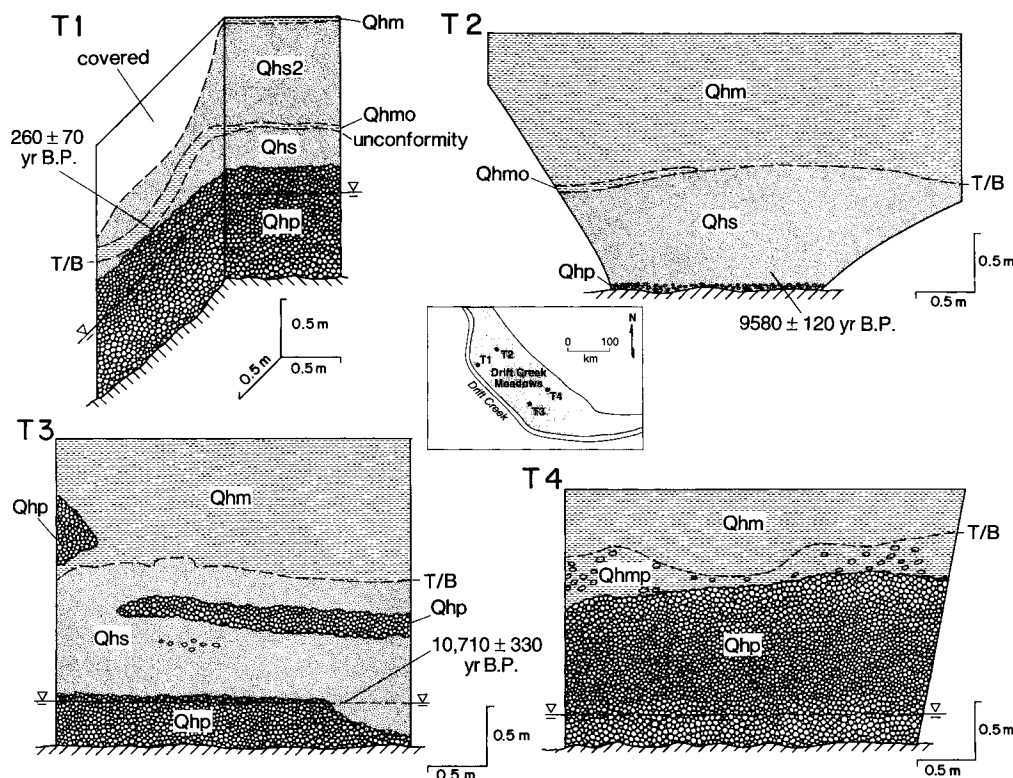 T1
covered
Qhm
Qhs2
Qhmo
unconformity
260 ± 70
yr B.P.
Qhs
Qhp
T/B
0.5 m
0.5 m
0.5 m
T2
Qhm
Qhmo
T/B
Qhs
Qhp
9580 ± 120 yr B.P.
0.5 m
0.5 m
N
0 100
km
T2
T1
Drift Creek
Meadows
T4
T3
Drift Creek
T3
Qhm
Qhp
T/B
Qhp
Qhs
10,710 ± 330
yr B.P.
Qhp
0.5 m
0.5 m
T4
Qhm
T/B
Qhmp
Qhp
0.5 m
0.5 m